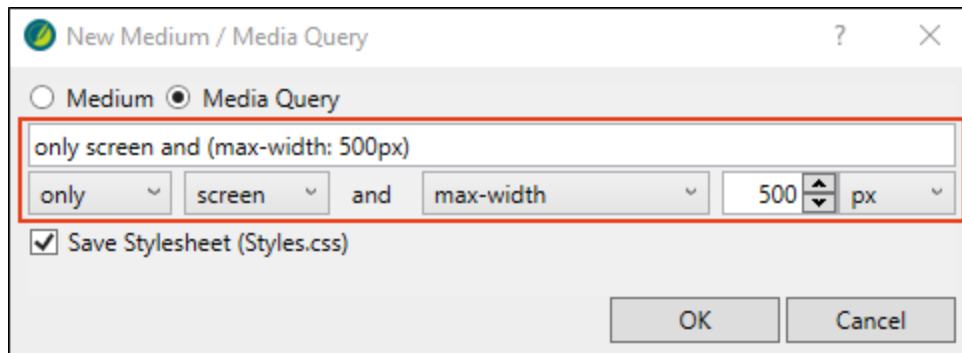 New Medium / Media Query ?
Medium Media Query
only screen and (max-width: 500px)
only screen and max-width 500 px
Save Stylesheet (Styles.css)
OK Cancel